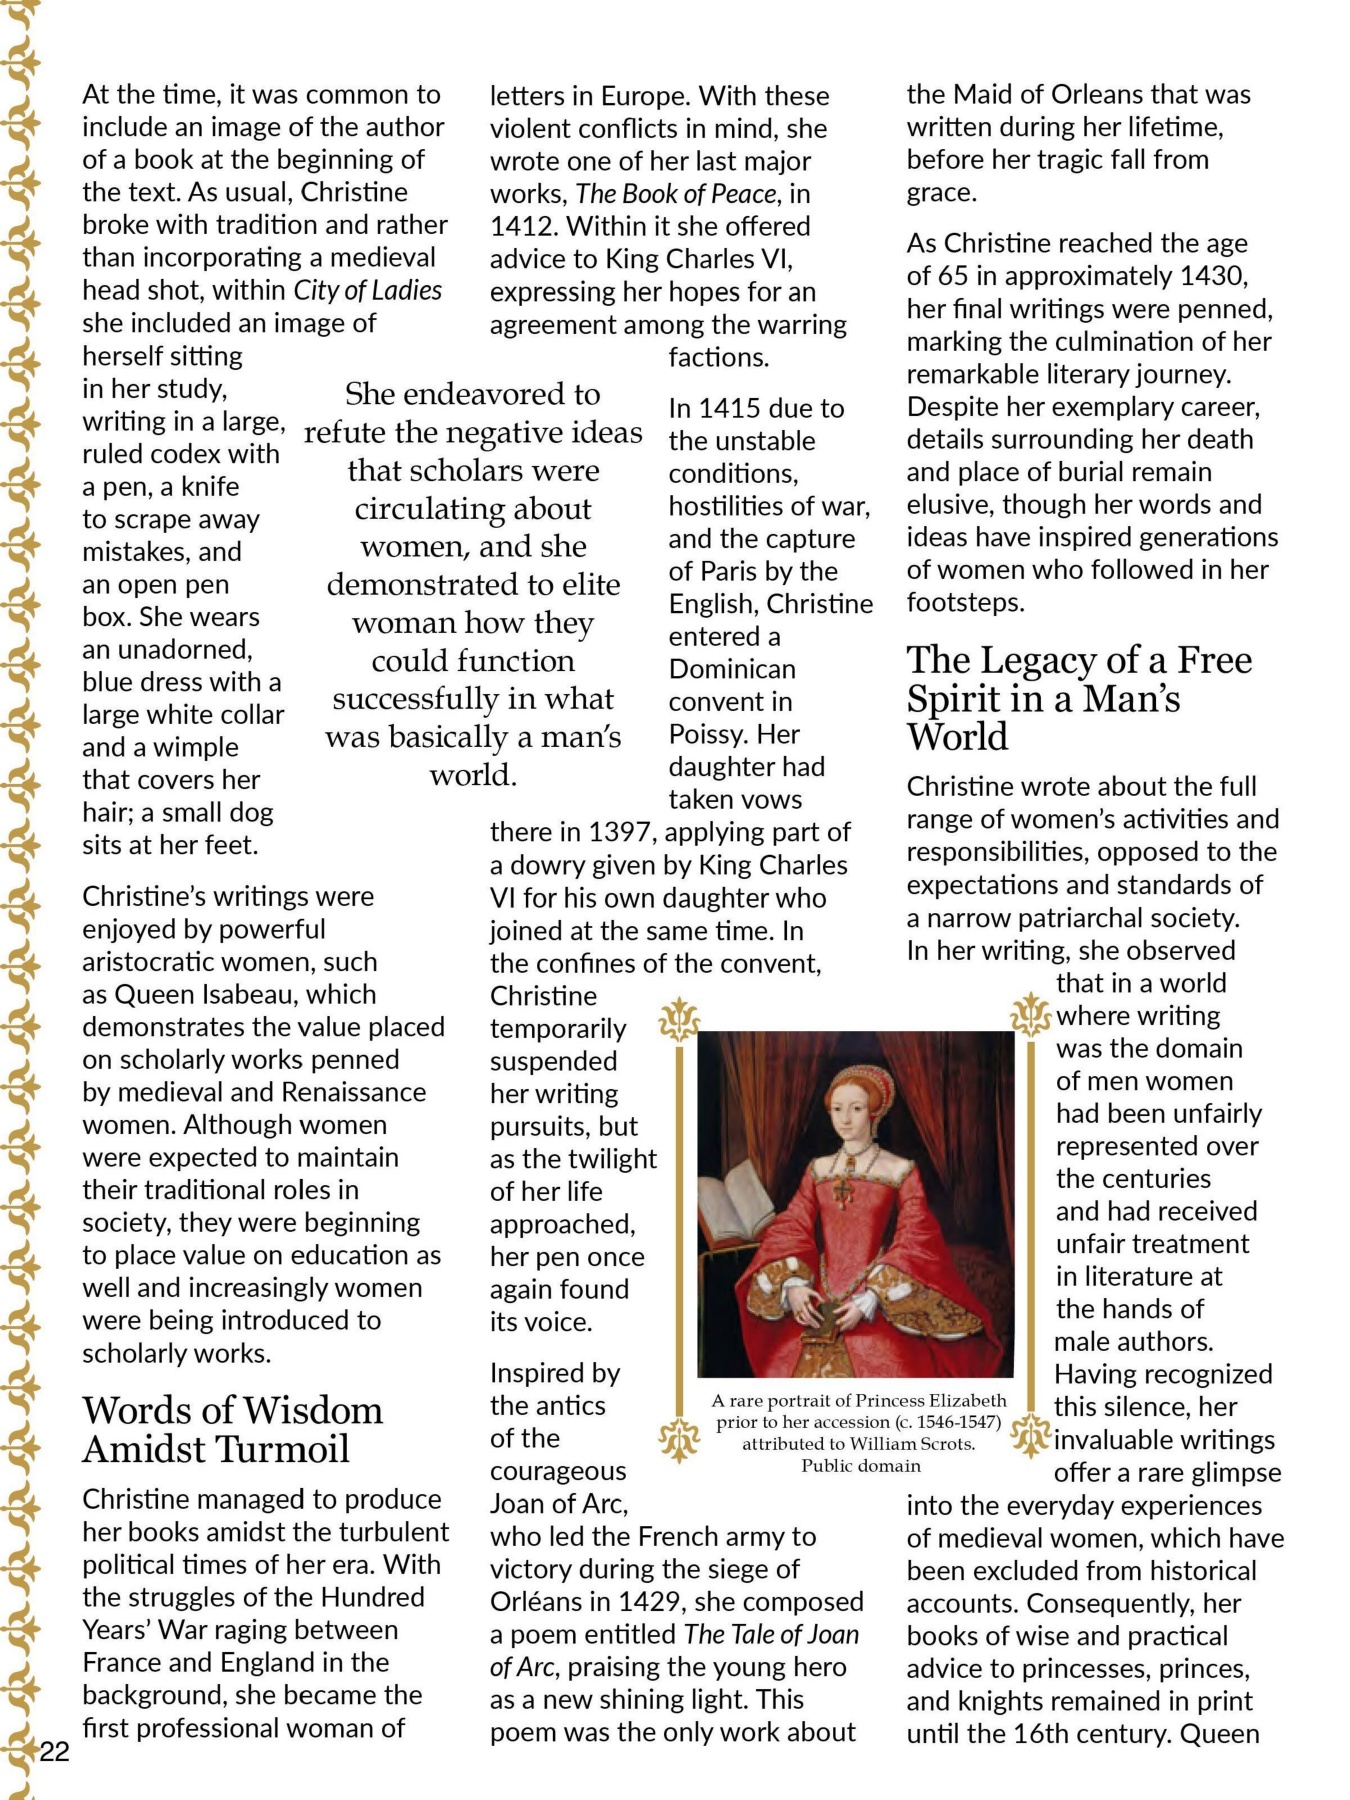 At the time, it was common to
include an image of the author
of a book at the beginning of
the text. As usual, Christine
broke with tradition and rather
than incorporating a medieval
head shot, within City of Ladies
she included an image of
herself sitting
in her study,
writing in a large,
ruled codex with
a pen, a knife
to scrape away
mistakes, and
an open pen
box. She wears
an unadorned,
blue dress with a
large white collar
and a wimple
that covers her
hair; a small dog
sits at her feet.
Christine’s writings were
enjoyed by powerful
aristocratic women, such
as Queen Isabeau, which
demonstrates the value placed
on scholarly works penned
by medieval and Renaissance
women. Although women
were expected to maintain
their traditional roles in
society, they were beginning
to place value on education as
well and increasingly women
were being introduced to
scholarly works.
Words of Wisdom
Amidst Turmoil
Christine managed to produce
her books amidst the turbulent
political times of her era. With
the struggles of the Hundred
Years’ War raging between
France and England in the
background, she became the
first professional woman of
letters in Europe. With these
violent conflicts in mind, she
wrote one of her last major
works, The Book of Peace, in
1412. Within it she offered
advice to King Charles VI,
expressing her hopes for an
agreement among the warring
factions.
She endeavored to
refute the negative ideas
that scholars were
circulating about
women, and she
demonstrated to elite
woman how they
could function
successfully in what
was basically a man’s
world.
In 1415 due to
the unstable
conditions,
hostilities of war,
and the capture
of Paris by the
English, Christine
entered a
Dominican
convent in
Poissy. Her
daughter had
taken vows
there in 1397, applying part of
a dowry given by King Charles
VI for his own daughter who
joined at the same time. In
the confines of the convent,
Christine
temporarily
suspended
her writing
pursuits, but
as the twilight
of her life
approached,
her pen once
again found
its voice.
Inspired by
the antics
of the
courageous
Joan of Arc,
who led the French army to
victory during the siege of
Orléans in 1429, she composed
a poem entitled The Tale of Joan
of Arc, praising the young hero
as a new shining light. This
poem was the only work about
the Maid of Orleans that was
written during her lifetime,
before her tragic fall from
grace.
As Christine reached the age
of 65 in approximately 1430,
her final writings were penned,
marking the culmination of her
remarkable literary journey.
Despite her exemplary career,
details surrounding her death
and place of burial remain
elusive, though her words and
ideas have inspired generations
of women who followed in her
footsteps.
The Legacy of a Free
Spirit in a Man’s
World
Christine wrote about the full
range of women’s activities and
responsibilities, opposed to the
expectations and standards of
a narrow patriarchal society.
In her writing, she observed
that in a world
where writing
was the domain
of men women
had been unfairly
represented over
the centuries
and had received
unfair treatment
in literature at
the hands of
male authors.
Having recognized
this silence, her
invaluable writings
offer a rare glimpse
into the everyday experiences
of medieval women, which have
been excluded from historical
accounts. Consequently, her
books of wise and practical
advice to princesses, princes,
and knights remained in print
until the 16th century. Queen
A rare portrait of Princess Elizabeth
prior to her accession (c. 1546-1547)
attributed to William Scrots.
Public domain
22